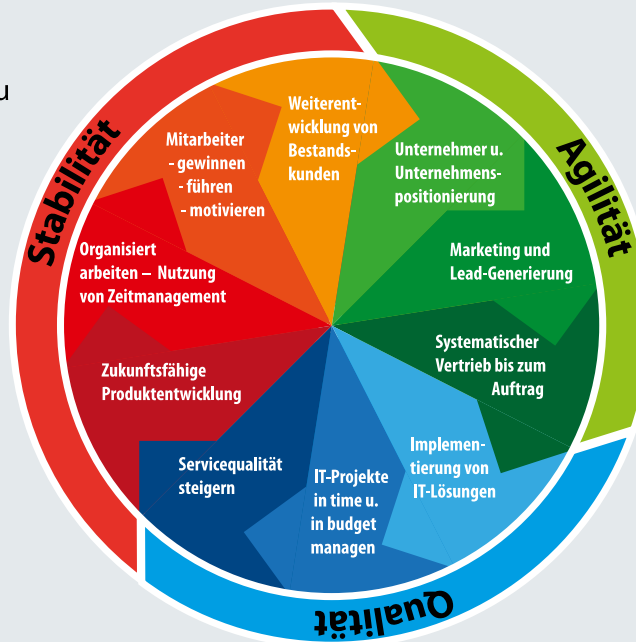 u
Stabilität
Agilität
Qualität
Weiterent-
wicklung von
Bestands-
kunden
Unternehmer u.
Unternehmens-
positionierung
Marketing und
Lead-Generierung
Systematischer
Vertrieb bis zum
Auftrag
Implemen-
tierung von
IT-Lösungen
IT-Projekte
in time u.
in budget
managen
Servicequalität
steigern
Zukunftsfähige
Produktentwicklung
Organisiert
arbeiten – Nutzung
von Zeitmanagement
Mitarbeiter
- gewinnen
- führen
- motivieren